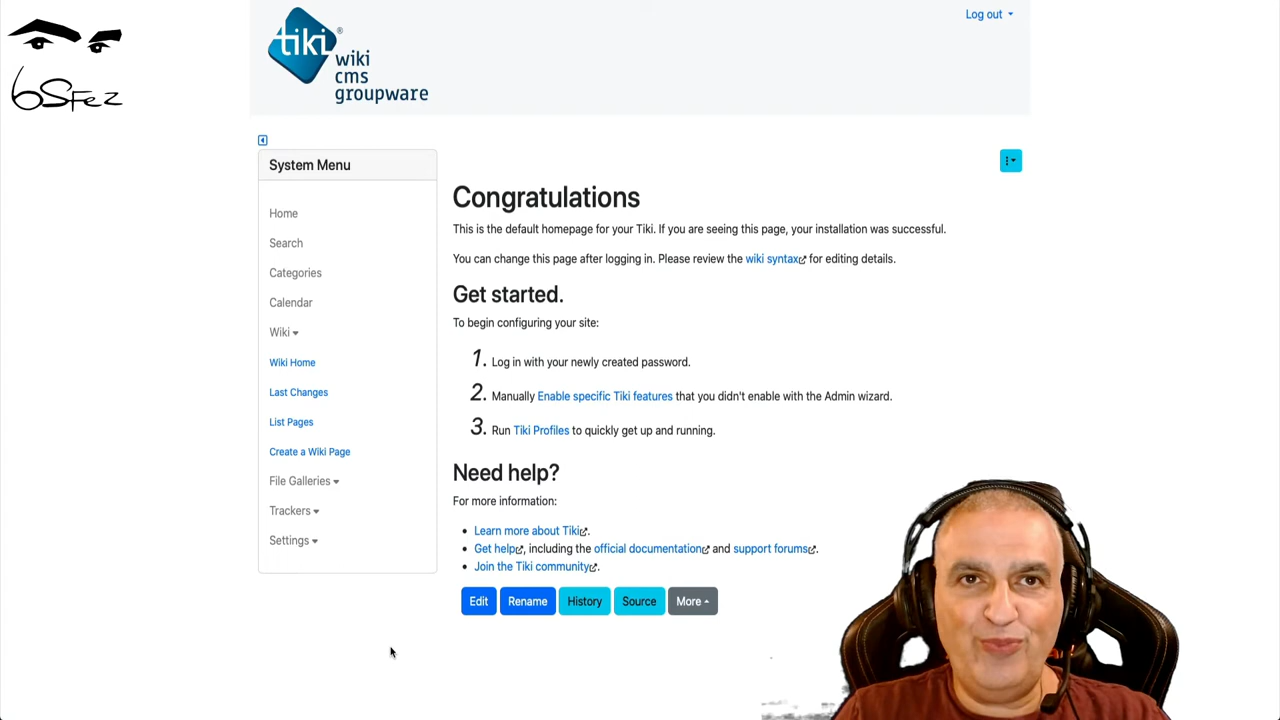 bSfez
Log out
tiki®
wiki
cms
groupware
System Menu
Home
Search
Categories
Calendar
Wiki
Wiki Home
Last Changes
List Pages
Create a Wiki Page
File Galleries
Trackers
Settings
Congratulations
This is the default homepage for your Tiki. If you are seeing this page, your installation was successful.
You can change this page after logging in. Please review the wiki syntax for editing details.
Get started.
To begin configuring your site:
1. Log in with your newly created password.
2. Manually Enable specific Tiki features that you didn't enable with the Admin wizard.
3. Run Tiki Profiles to quickly get up and running.
Need help?
For more information:
• Learn more about Tiki.
• Get help, including the official documentation and support forums.
• Join the Tiki community.
Edit Rename History Source More